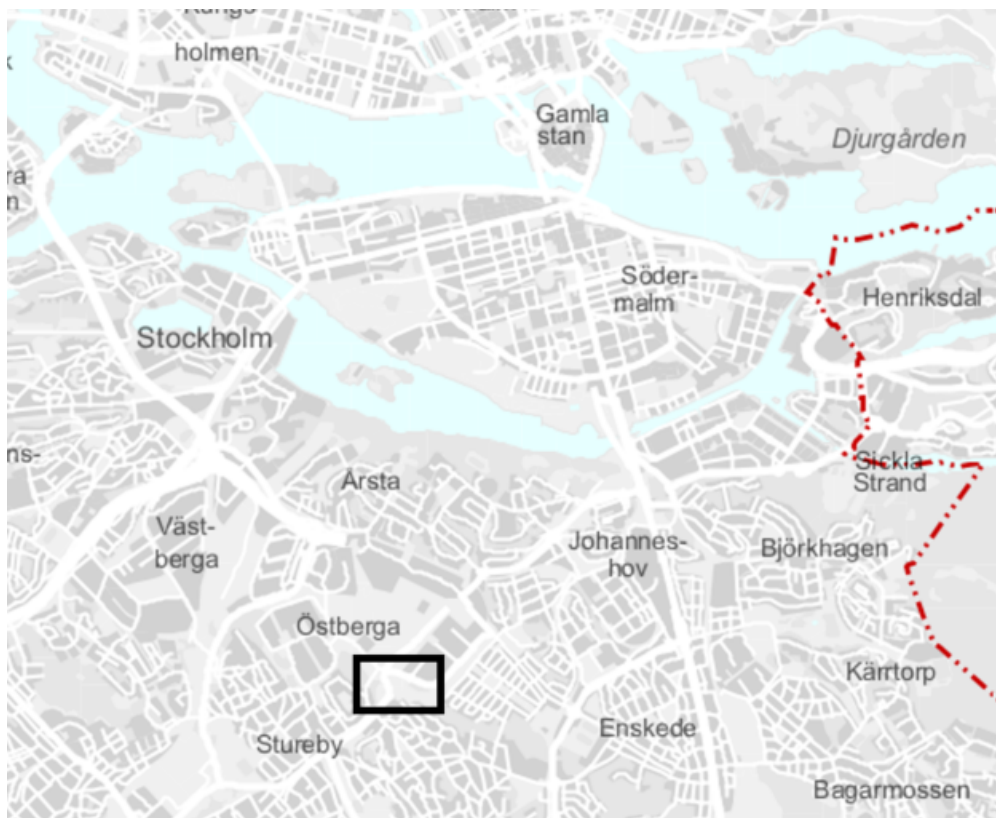 holmen
Gamla
stan
Djurgården
Söder-
malm
Henriksdal
Stockholm
Sickla
Strand
Årsta
Väst-
berga
Johannes-
hov
Björkhagen
Östberga
Kärrtorp
Enskede
Stureby
Bagarmossen